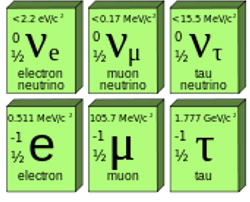 <2.2 eV/c²
0
½
νe
electron
neutrino
<0.17 MeV/c²
0
½
νμ
muon
neutrino
<15.5 MeV/c²
0
½
ντ
tau
neutrino
0.511 MeV/c²
-1
½
e
electron
105.7 MeV/c²
-1
½
μ
muon
1.777 GeV/c²
-1
½
τ
tau